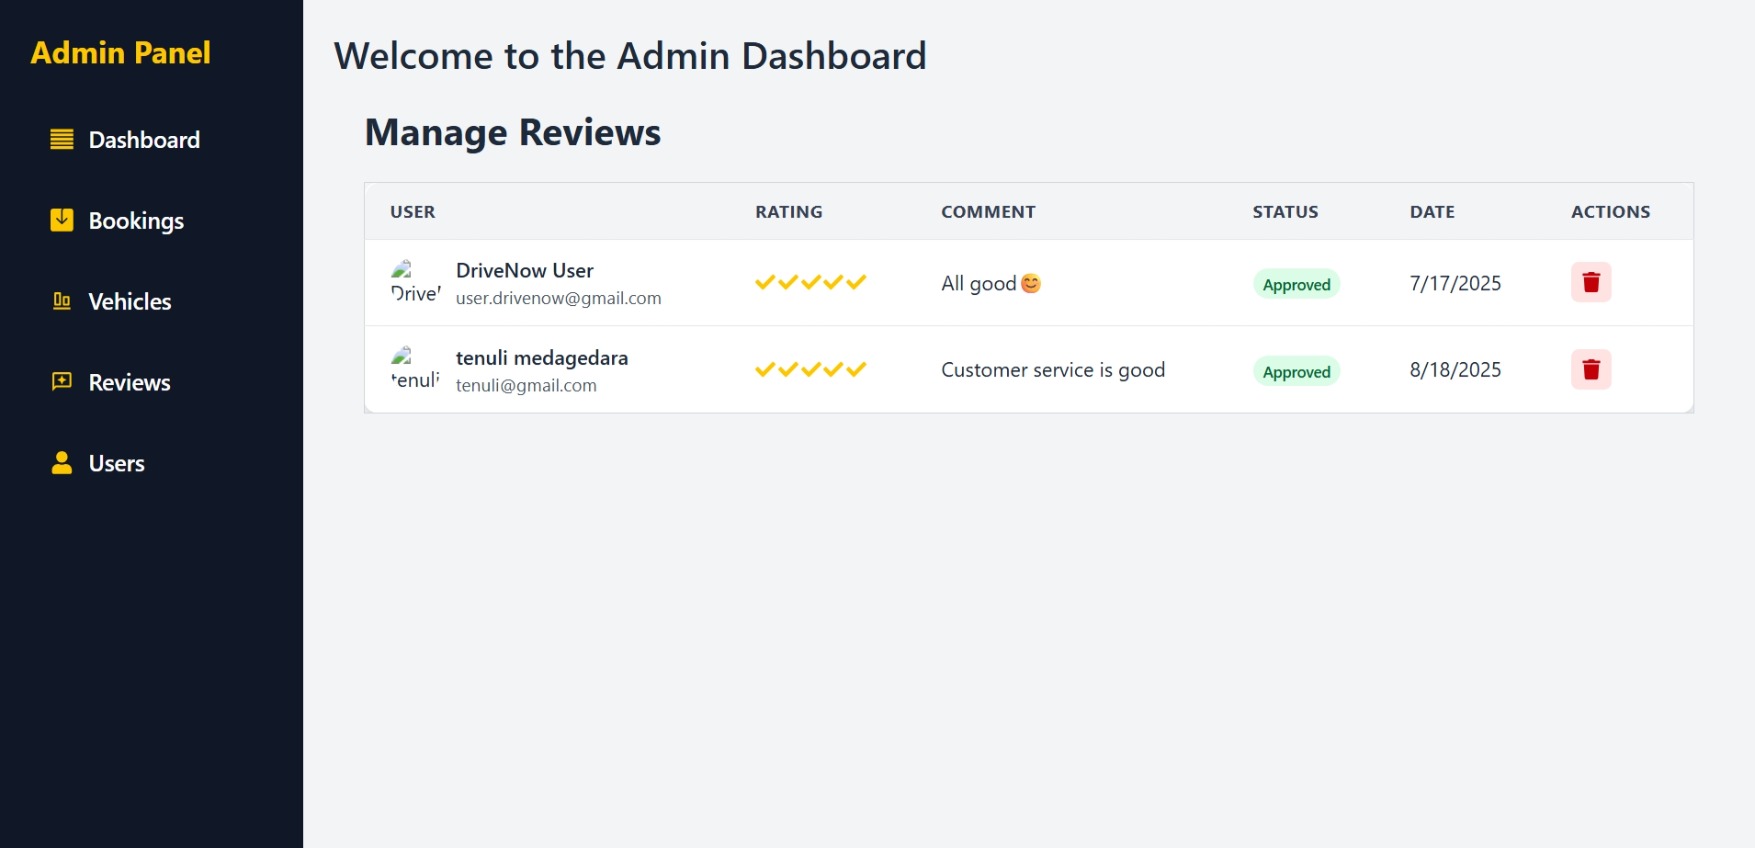 Admin Panel
Dashboard
Bookings
Vehicles
Reviews
Users
Welcome to the Admin Dashboard
Manage Reviews
USER RATING COMMENT STATUS DATE ACTIONS
Drive
DriveNow User
user.drivenow@gmail.com
All good😊
Approved
7/17/2025
tenuli
tenuli medagedara
tenuli@gmail.com
Customer service is good
Approved
8/18/2025